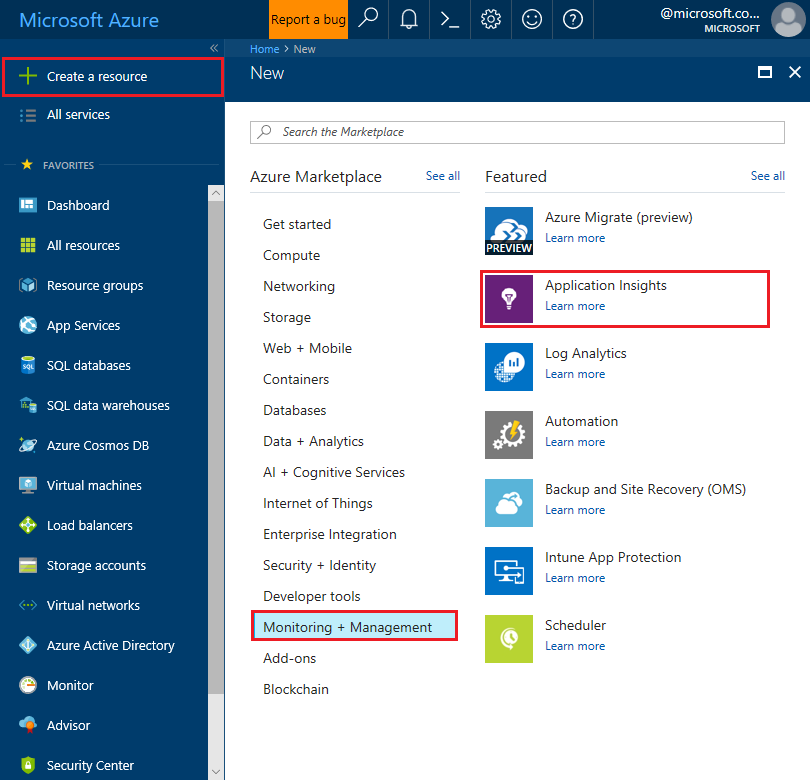 Microsoft Azure
Report a bug
@microsoft.co...
MICROSOFT
Create a resource
All services
FAVORITES
Dashboard
All resources
Resource groups
App Services
SQL
SQL databases
SQL data warehouses
Azure Cosmos DB
Virtual machines
Load balancers
Storage accounts
Virtual networks
Azure Active Directory
Monitor
Advisor
Security Center
Home > New
New
Search the Marketplace
Azure Marketplace
See all
Get started
Compute
Networking
Storage
Web + Mobile
Containers
Databases
Data + Analytics
AI + Cognitive Services
Internet of Things
Enterprise Integration
Security + Identity
Developer tools
Monitoring + Management
Add-ons
Blockchain
Featured
See all
PREVIEW
Azure Migrate (preview)
Learn more
Application Insights
Learn more
Log Analytics
Learn more
Automation
Learn more
Backup and Site Recovery (OMS)
Learn more
Intune App Protection
Learn more
Scheduler
Learn more